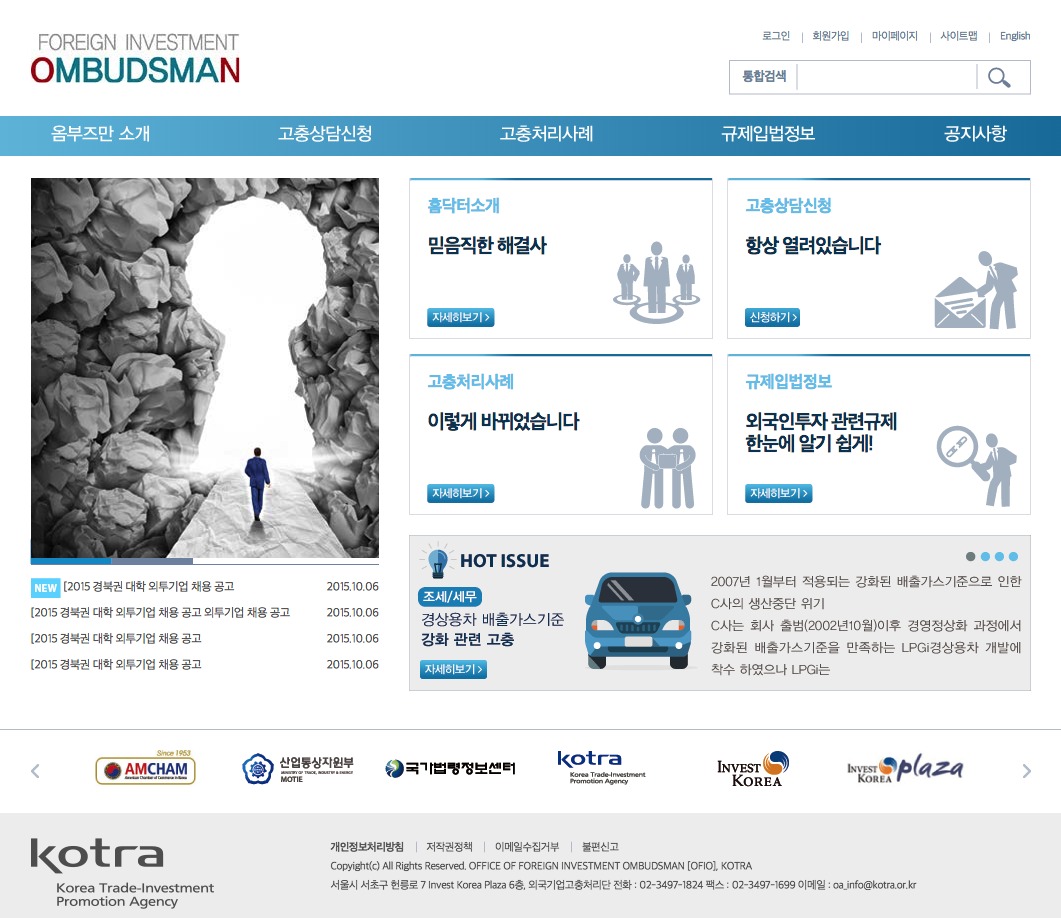 FOREIGN INVESTMENT
OMBUDSMAN
로그인 | 회원가입 | 마이페이지 | 사이트맵 | English
통합검색
옴부즈만 소개 고충상담신청 고충처리사례 규제입법정보 공지사항
홈닥터소개
믿음직한 해결사
자세히보기 >
고충상담신청
항상 열려있습니다
신청하기 >
고충처리사례
이렇게 바뀌었습니다
자세히보기 >
규제입법정보
외국인투자 관련규제
한눈에 알기 쉽게!
자세히보기 >
NEW [2015 경북권 대학 외투기업 채용 공고 2015.10.06
[2015 경북권 대학 외투기업 채용 공고 외투기업 채용 공고 2015.10.06
[2015 경북권 대학 외투기업 채용 공고 2015.10.06
[2015 경북권 대학 외투기업 채용 공고 2015.10.06
HOT ISSUE
조세/세무
경상용차 배출가스기준
강화 관련 고충
자세히보기 >
2007년 1월부터 적용되는 강화된 배출가스기준으로 인한
C사의 생산중단 위기
C사는 회사 출범(2002년10월)이후 경영정상화 과정에서
강화된 배출가스기준을 만족하는 LPGi경상용차 개발에
착수 하였으나 LPGi는
Since 1953
AMCHAM
American Chamber of Commerce in Korea
산업통상자원부
MINISTRY OF TRADE, INDUSTRY & ENERGY
MOTIE
국가법령정보센터
kotra
Korea Trade-Investment
Promotion Agency
INVEST
KOREA
INVEST
KOREA plaza
kotra
Korea Trade-Investment
Promotion Agency
개인정보처리방침 | 저작권정책 | 이메일수집거부 | 불편신고
Copyright(c) All Rights Reserved. OFFICE OF FOREIGN INVESTMENT OMBUDSMAN [OFIO], KOTRA
서울시 서초구 헌릉로 7 Invest Korea Plaza 6층, 외국기업고충처리단 전화 : 02-3497-1824 팩스 : 02-3497-1699 이메일 : oa_info@kotra.or.kr